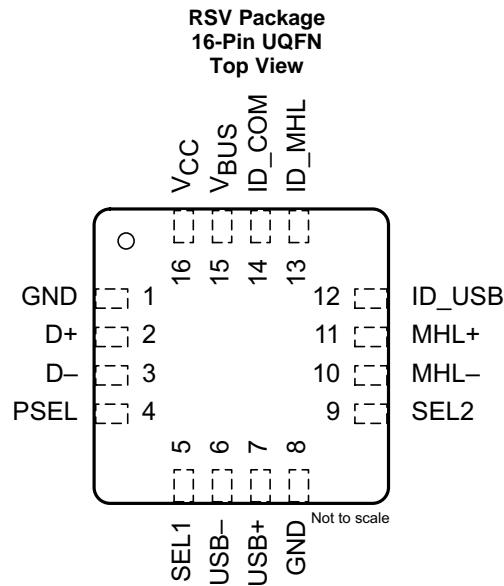 RSV Package
16-Pin UQFN
Top View
VCC
VBUS
ID_COM
ID_MHL
16
15
14
13
GND 1
D+ 2
D– 3
PSEL 4
12 ID_USB
11 MHL+
10 MHL–
9 SEL2
5
6
7
8
SEL1
USB–
USB+
GND
Not to scale